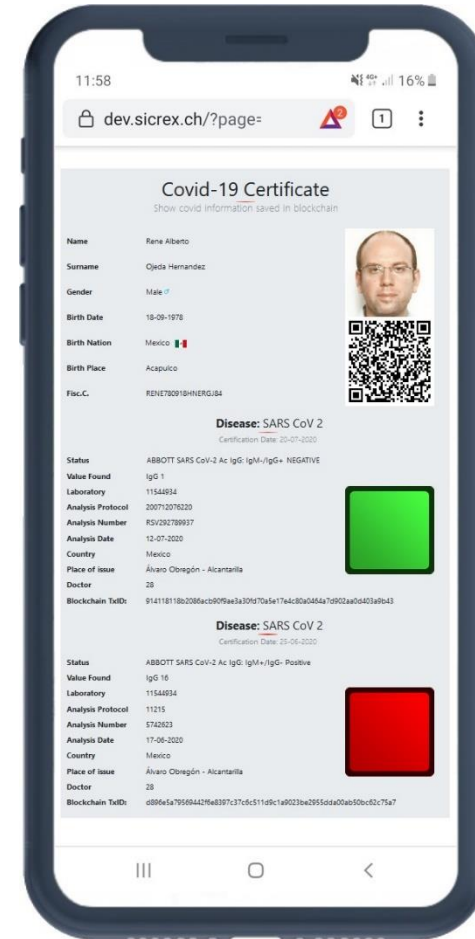 11:58
4G+ 16%
dev.sicrex.ch/?page=
2
1
Covid-19 Certificate
Show covid information saved in blockchain
Name Rene Alberto
Surname Ojeda Hernandez
Gender Male
Birth Date 18-09-1978
Birth Nation Mexico
Birth Place Acapulco
Fisc.C. RENE780918HNERGJ84
Disease: SARS CoV 2
Certification Date: 20-07-2020
Status ABBOTT SARS CoV-2 Ac IgG: IgM-/IgG+ NEGATIVE
Value Found IgG 1
Laboratory 11544934
Analysis Protocol 200712076220
Analysis Number RSV292789937
Analysis Date 12-07-2020
Country Mexico
Place of issue Álvaro Obregón - Alcantarilla
Doctor 28
Blockchain TxID: 914118118b2086acb90f9ae3a30fd70a5e17e4c80a0464a7d902aa0d403a9b43
Disease: SARS CoV 2
Certification Date: 25-06-2020
Status ABBOTT SARS CoV-2 Ac IgG: IgM+/IgG- Positive
Value Found IgG 16
Laboratory 11544934
Analysis Protocol 11215
Analysis Number 5742623
Analysis Date 17-06-2020
Country Mexico
Place of issue Álvaro Obregón - Alcantarilla
Doctor 28
Blockchain TxID: d896e5a79569442f6e8397c37c6c511d9c1a9023be2955dda00ab50bc62c75a7